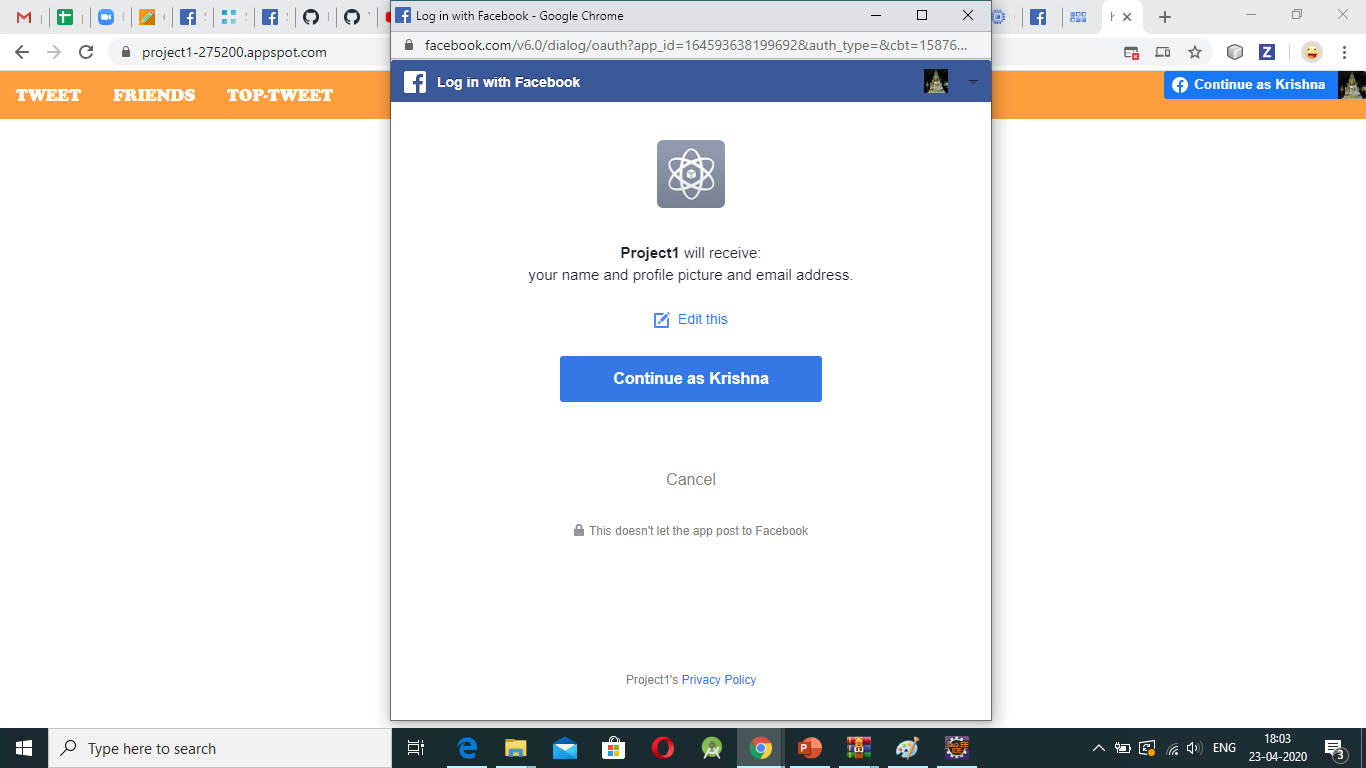 Log in with Facebook - Google Chrome
facebook.com/v6.0/dialog/oauth?app_id=164593638199692&auth_type=&cbt=15876...
project1-275200.appspot.com
Log in with Facebook
TWEET FRIENDS TOP-TWEET
Continue as Krishna
Project1 will receive:
your name and profile picture and email address.
Edit this
Continue as Krishna
Cancel
This doesn't let the app post to Facebook
Project1's Privacy Policy
Type here to search
ENG
18:03
23-04-2020
3